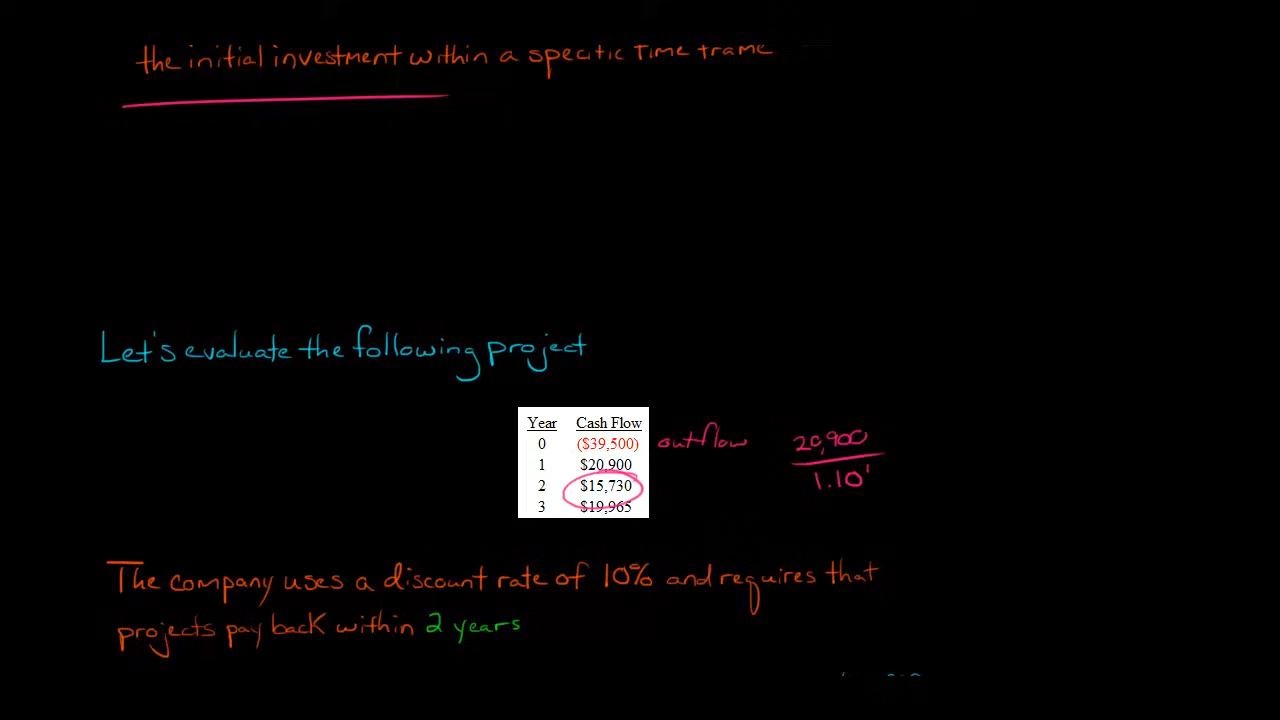 the initial investment within a specific time frame
Let's evaluate the following project
Year Cash Flow
0 ($39,500) outflow
1 $20,900
2 $15,730
3 $19,965
20,900
1.10¹
The company uses a discount rate of 10% and requires that
projects pay back within 2 years